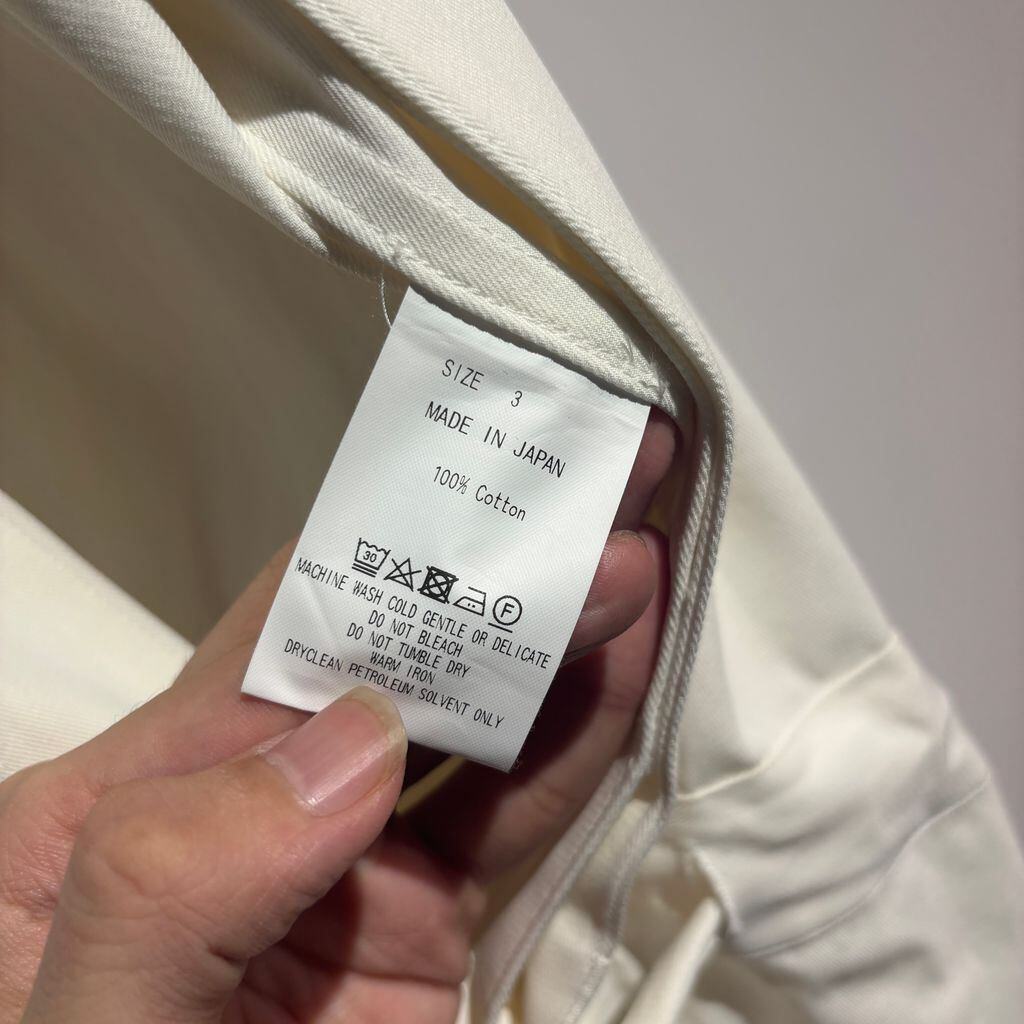 SIZE 3
MADE IN JAPAN
100% Cotton
30 F
MACHINE WASH COLD GENTLE OR DELICATE
DO NOT BLEACH
DO NOT TUMBLE DRY
WARM IRON
DRYCLEAN PETROLEUM SOLVENT ONLY